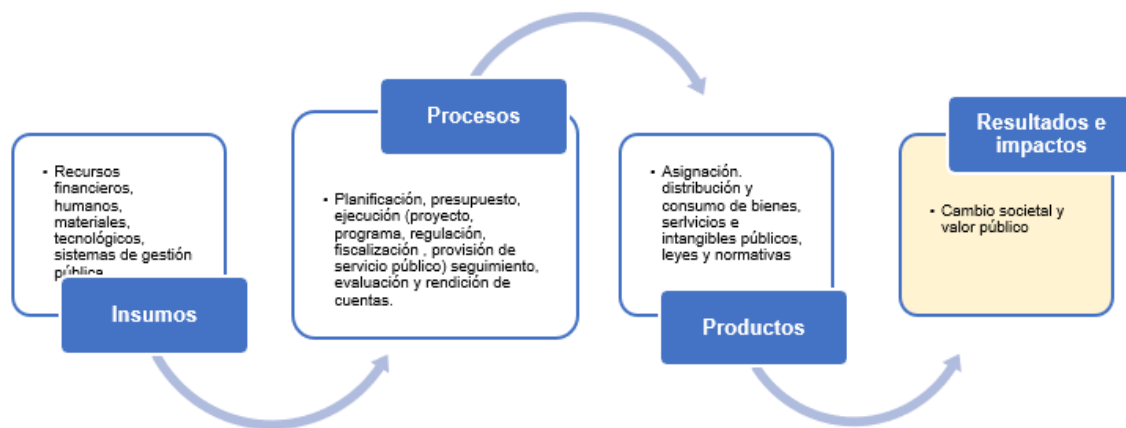 Insumos
• Recursos
financieros,
humanos,
materiales,
tecnológicos,
sistemas de gestión
pública
Procesos
• Planificación, presupuesto,
ejecución (proyecto,
programa, regulación,
fiscalización , provisión de
servicio público) seguimiento,
evaluación y rendición de
cuentas.
Productos
• Asignación.
distribución y
consumo de bienes,
serlvicios e
intangibles públicos,
leyes y normativas
Resultados e
impactos
• Cambio societal y
valor público